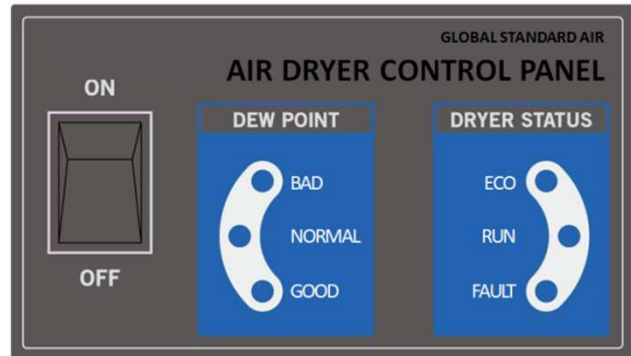 GLOBAL STANDARD AIR
AIR DRYER CONTROL PANEL
ON
OFF
DEW POINT
BAD
NORMAL
GOOD
DRYER STATUS
ECO
RUN
FAULT